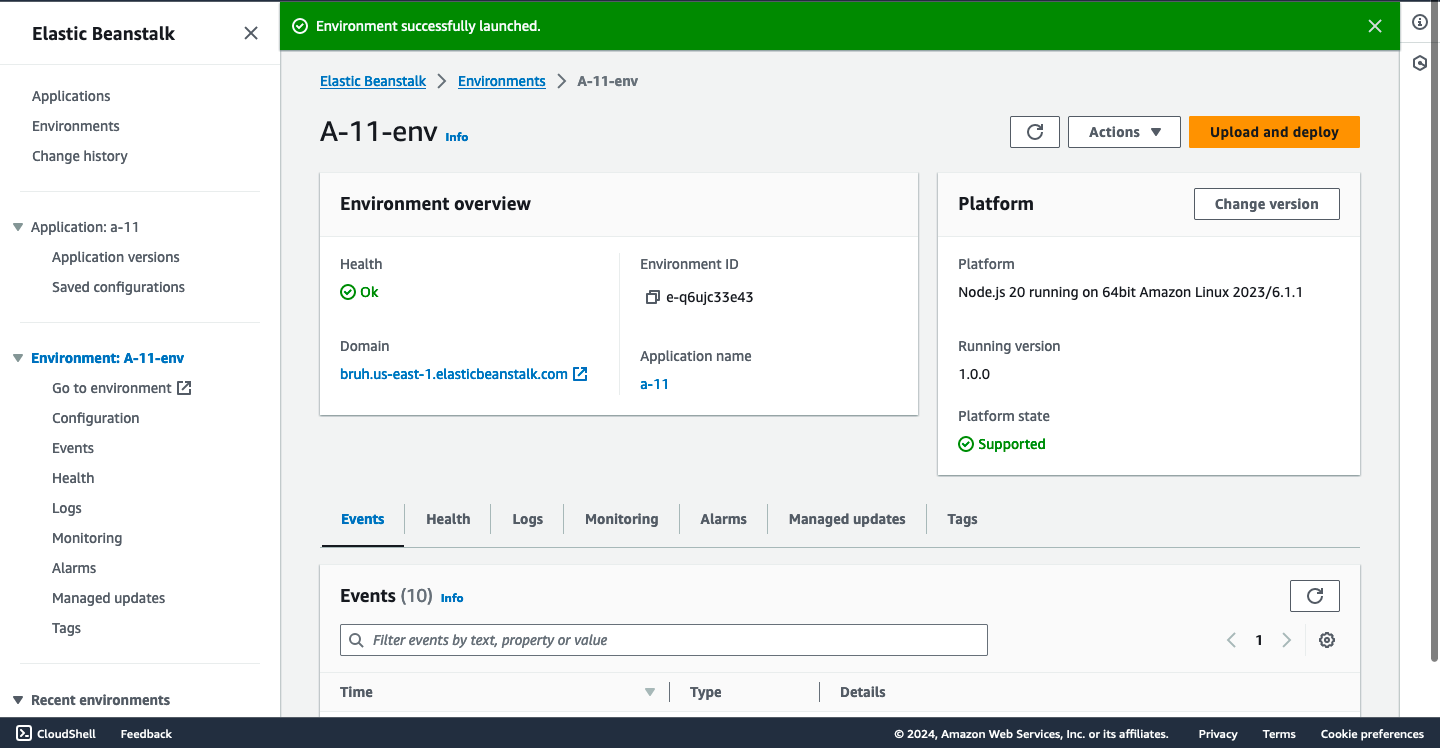 Elastic Beanstalk
Applications
Environments
Change history
Application: a-11
Application versions
Saved configurations
Environment: A-11-env
Go to environment
Configuration
Events
Health
Logs
Monitoring
Alarms
Managed updates
Tags
Recent environments
Environment successfully launched.
Elastic Beanstalk > Environments > A-11-env
A-11-env Info
Actions
Upload and deploy
Environment overview
Health
Ok
Domain
bruh.us-east-1.elasticbeanstalk.com
Environment ID
e-q6ujc33e43
Application name
a-11
Platform
Change version
Platform
Node.js 20 running on 64bit Amazon Linux 2023/6.1.1
Running version
1.0.0
Platform state
Supported
Events Health Logs Monitoring Alarms Managed updates Tags
Events (10) Info
Filter events by text, property or value
1
Time Type Details
CloudShell Feedback © 2024, Amazon Web Services, Inc. or its affiliates. Privacy Terms Cookie preferences